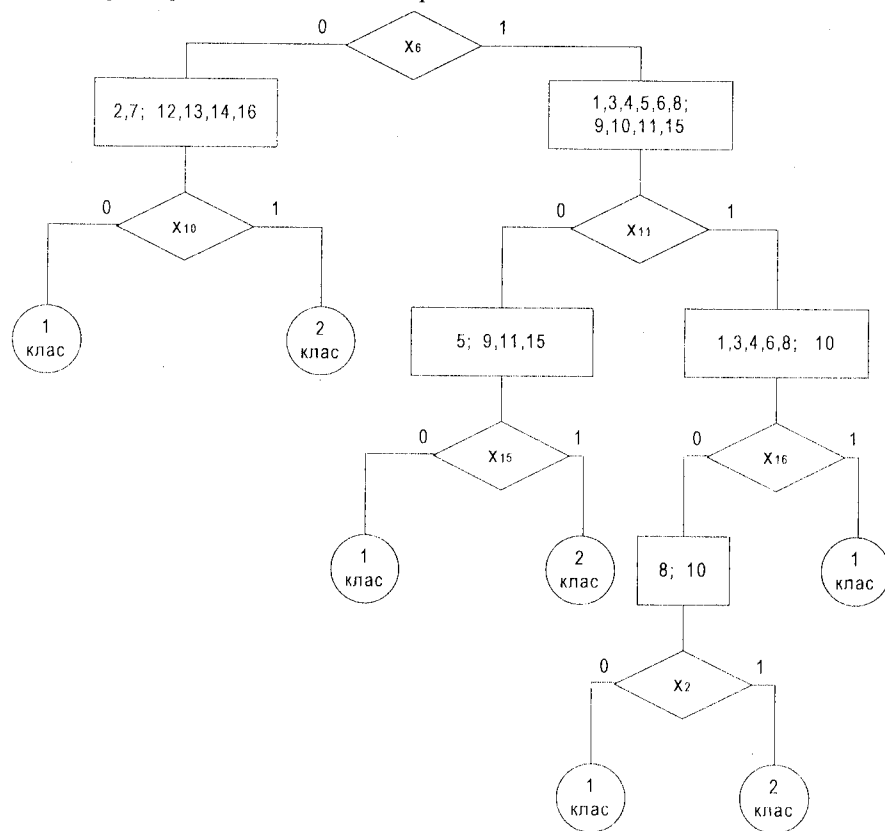 0 x6 1
2,7; 12,13,14,16
1,3,4,5,6,8;
9,10,11,15
0 x10 1
0 x11 1
1
клас
2
клас
5; 9,11,15
1,3,4,6,8; 10
0 x15 1
0 x16 1
1
клас
2
клас
8; 10
1
клас
0 x2 1
1
клас
2
клас